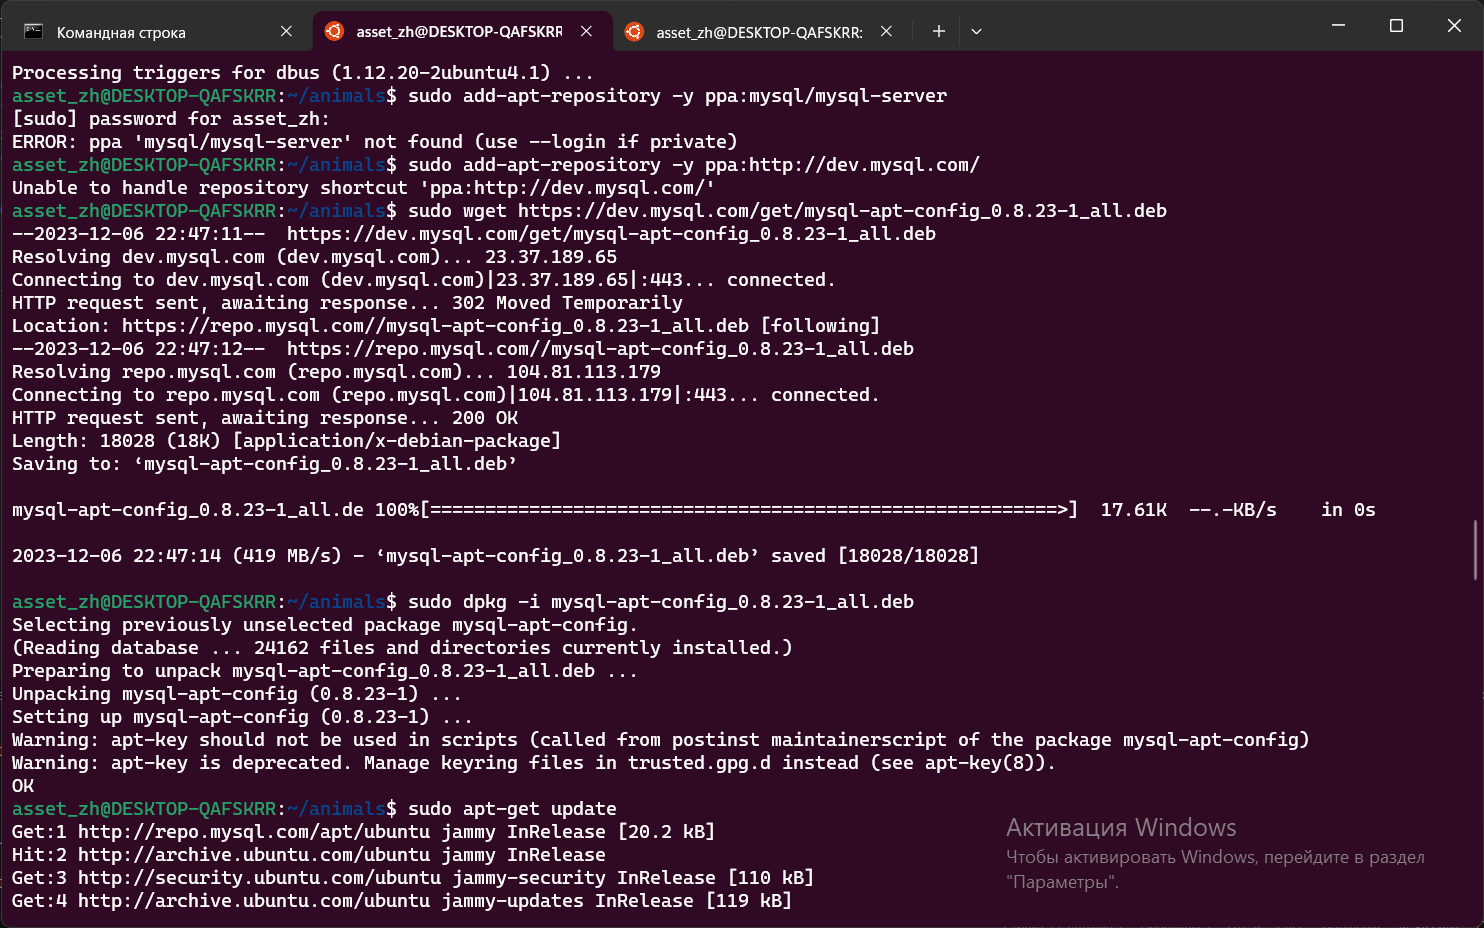 Командная строка
asset_zh@DESKTOP-QAFSKRR
asset_zh@DESKTOP-QAFSKRR:
Processing triggers for dbus (1.12.20-2ubuntu4.1) ...
asset_zh@DESKTOP-QAFSKRR:~/animals$ sudo add-apt-repository -y ppa:mysql/mysql-server
[sudo] password for asset_zh:
ERROR: ppa 'mysql/mysql-server' not found (use --login if private)
asset_zh@DESKTOP-QAFSKRR:~/animals$ sudo add-apt-repository -y ppa:http://dev.mysql.com/
Unable to handle repository shortcut 'ppa:http://dev.mysql.com/'
asset_zh@DESKTOP-QAFSKRR:~/animals$ sudo wget https://dev.mysql.com/get/mysql-apt-config_0.8.23-1_all.deb
--2023-12-06 22:47:11--  https://dev.mysql.com/get/mysql-apt-config_0.8.23-1_all.deb
Resolving dev.mysql.com (dev.mysql.com)... 23.37.189.65
Connecting to dev.mysql.com (dev.mysql.com)|23.37.189.65|:443... connected.
HTTP request sent, awaiting response... 302 Moved Temporarily
Location: https://repo.mysql.com//mysql-apt-config_0.8.23-1_all.deb [following]
--2023-12-06 22:47:12--  https://repo.mysql.com//mysql-apt-config_0.8.23-1_all.deb
Resolving repo.mysql.com (repo.mysql.com)... 104.81.113.179
Connecting to repo.mysql.com (repo.mysql.com)|104.81.113.179|:443... connected.
HTTP request sent, awaiting response... 200 OK
Length: 18028 (18K) [application/x-debian-package]
Saving to: ‘mysql-apt-config_0.8.23-1_all.deb’
mysql-apt-config_0.8.23-1_all.de 100%[=========================================================>]  17.61K  --.-KB/s    in 0s
2023-12-06 22:47:14 (419 MB/s) - ‘mysql-apt-config_0.8.23-1_all.deb’ saved [18028/18028]
asset_zh@DESKTOP-QAFSKRR:~/animals$ sudo dpkg -i mysql-apt-config_0.8.23-1_all.deb
Selecting previously unselected package mysql-apt-config.
(Reading database ... 24162 files and directories currently installed.)
Preparing to unpack mysql-apt-config_0.8.23-1_all.deb ...
Unpacking mysql-apt-config (0.8.23-1) ...
Setting up mysql-apt-config (0.8.23-1) ...
Warning: apt-key should not be used in scripts (called from postinst maintainerscript of the package mysql-apt-config)
Warning: apt-key is deprecated. Manage keyring files in trusted.gpg.d instead (see apt-key(8)).
OK
asset_zh@DESKTOP-QAFSKRR:~/animals$ sudo apt-get update
Get:1 http://repo.mysql.com/apt/ubuntu jammy InRelease [20.2 kB]
Hit:2 http://archive.ubuntu.com/ubuntu jammy InRelease
Get:3 http://security.ubuntu.com/ubuntu jammy-security InRelease [110 kB]
Get:4 http://archive.ubuntu.com/ubuntu jammy-updates InRelease [119 kB]
Активация Windows
Чтобы активировать Windows, перейдите в раздел
"Параметры".